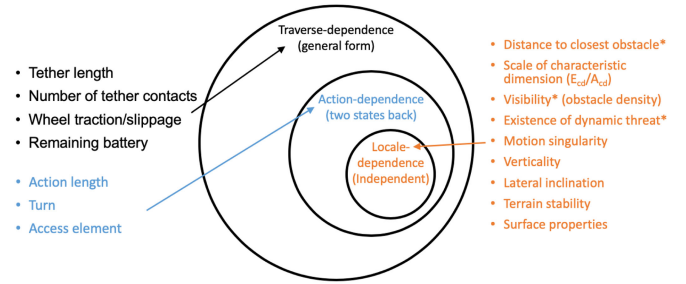 Traverse-dependence
(general form)
• Tether length
• Number of tether contacts
• Wheel traction/slippage
• Remaining battery
• Action length
• Turn
• Access element
Action-dependence
(two states back)
Locale-
dependence
(Independent)
• Distance to closest obstacle*
• Scale of characteristic
dimension (Ecd/Acd)
• Visibility* (obstacle density)
• Existence of dynamic threat*
• Motion singularity
• Verticality
• Lateral inclination
• Terrain stability
• Surface properties